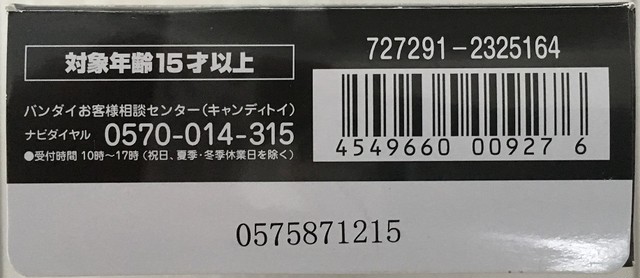 対象年齢15才以上
バンダイお客様相談センター(キャンディトイ)
ナビダイヤル 0570-014-315
●受付時間 10時〜17時(祝日、夏季・冬季休業日を除く)
727291-2325164
4549660 00927 6
0575871215